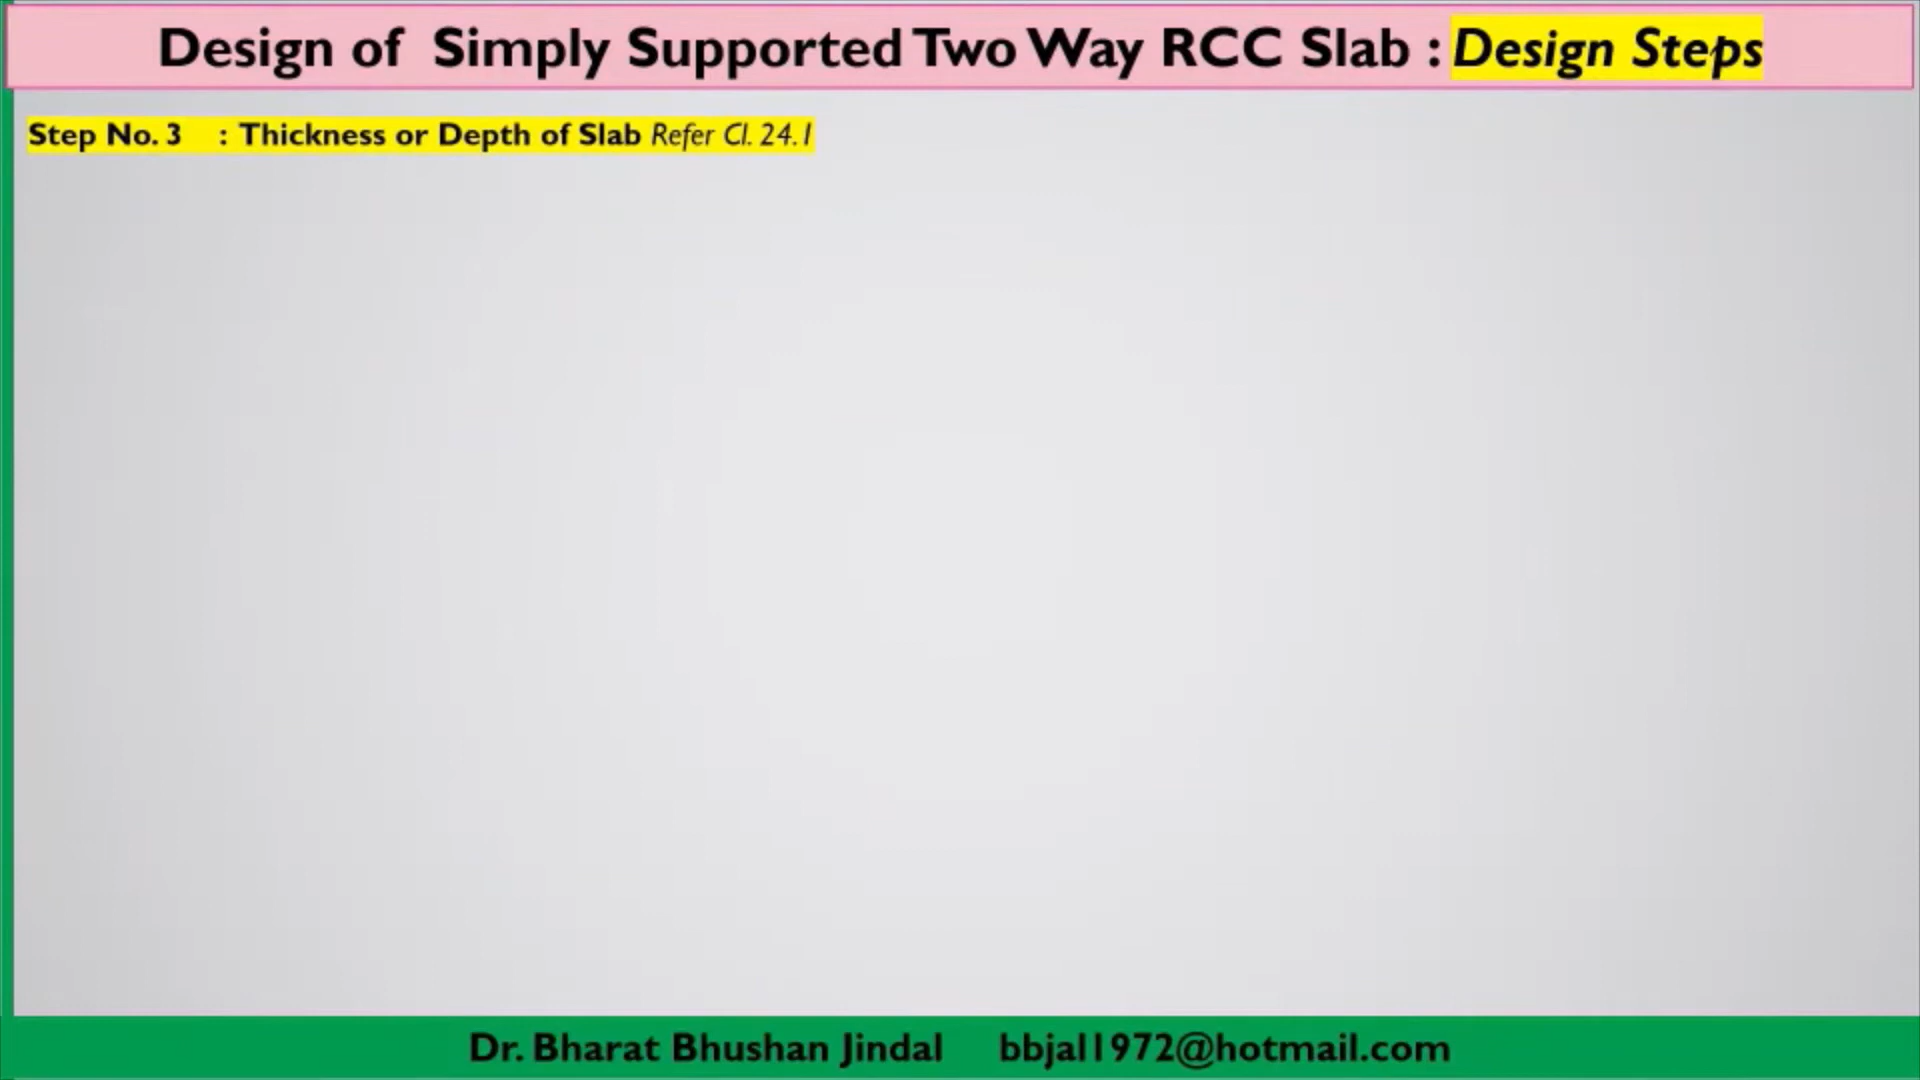 Design of Simply Supported Two Way RCC Slab : Design Steps
Step No. 3 : Thickness or Depth of Slab Refer Cl. 24.1
Dr. Bharat Bhushan Jindal bbjal1972@hotmail.com